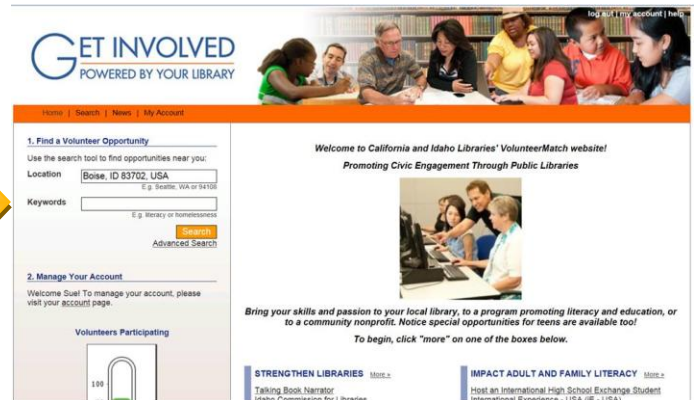 log out | my account | help
GET INVOLVED
POWERED BY YOUR LIBRARY
Home | Search | News | My Account
1. Find a Volunteer Opportunity
Use the search tool to find opportunities near you:
Location Boise, ID 83702, USA
E.g. Seattle, WA or 94108
Keywords
E.g. literacy or homelessness
Search
Advanced Search
2. Manage Your Account
Welcome Sue! To manage your account, please
visit your account page.
Volunteers Participating
100
Welcome to California and Idaho Libraries' VolunteerMatch website!
Promoting Civic Engagement Through Public Libraries
Bring your skills and passion to your local library, to a program promoting literacy and education, or
to a community nonprofit. Notice special opportunities for teens are available too!
To begin, click "more" on one of the boxes below.
STRENGTHEN LIBRARIES More »
Talking Book Narrator
Idaho Commission for Libraries
IMPACT ADULT AND FAMILY LITERACY More »
Host an International High School Exchange Student
International Experience - USA (IE - USA)